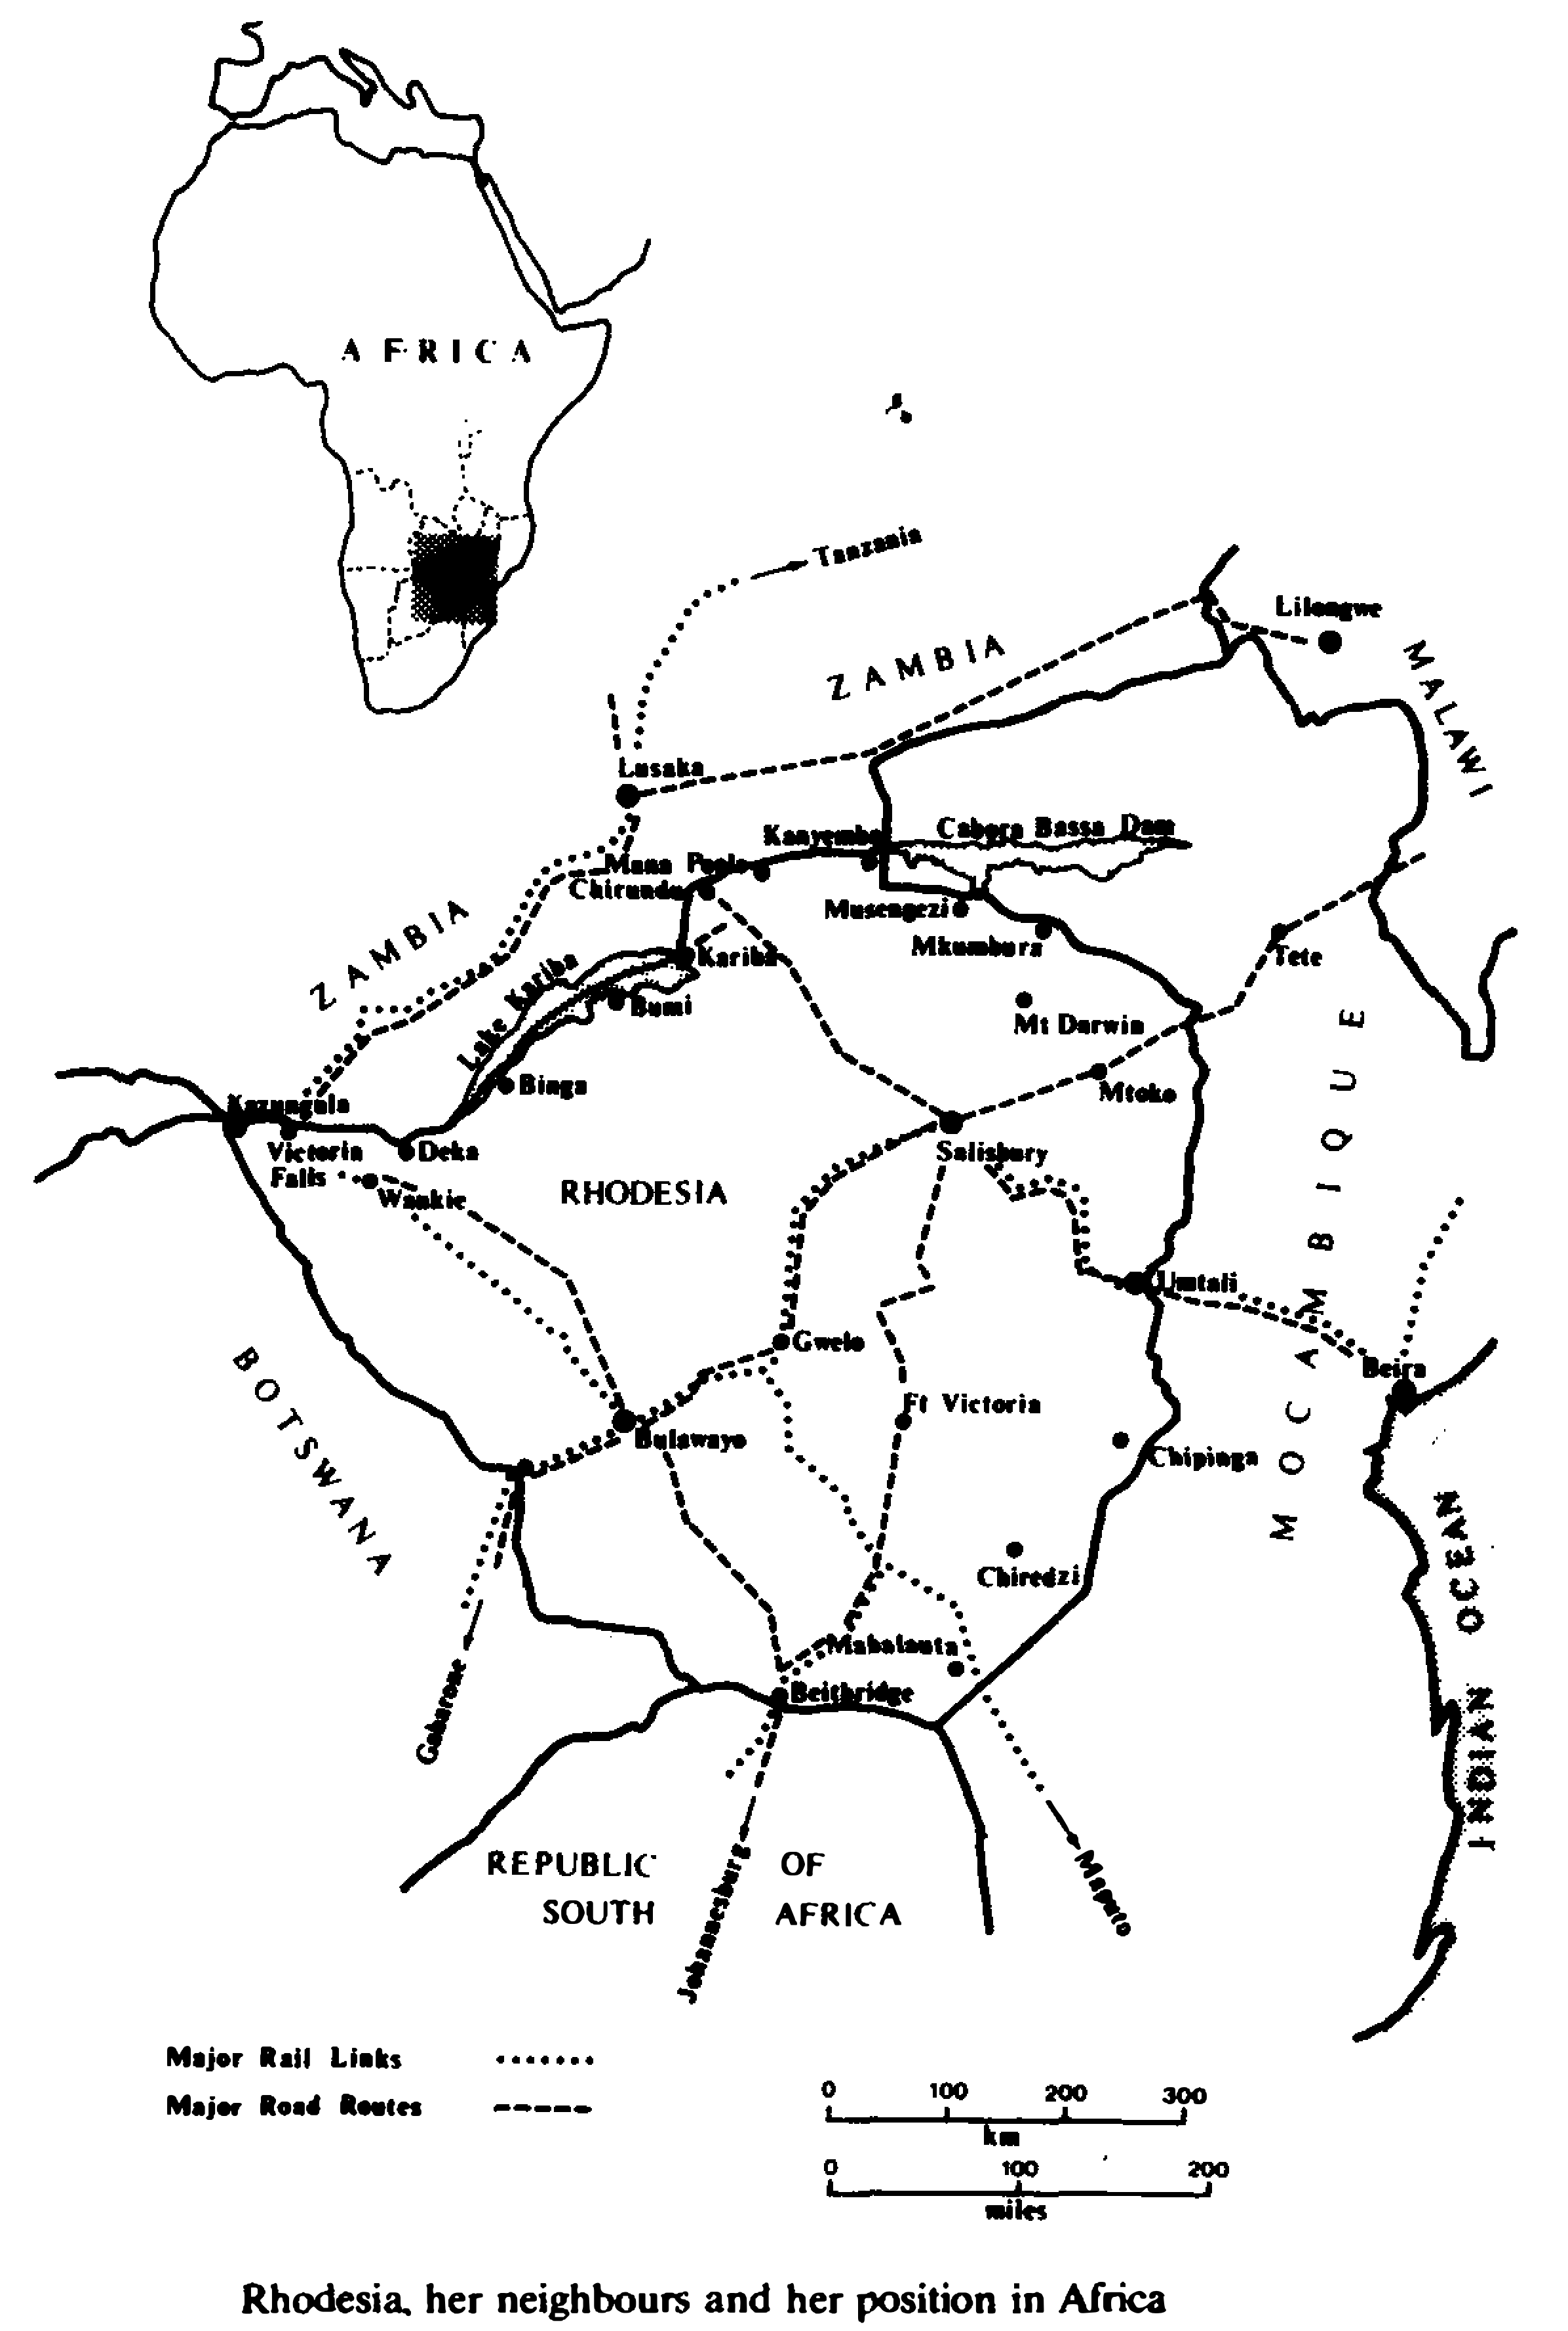 AFRICA
Tanzania
ZAMBIA
Lilongwe
MALAWI
Lusaka
Kanyemba
Cabora Bassa Dam
Mana Pools
Chirundu
Musengezi
Mkumbura
ZAMBIA
Lake Kariba
Kariba
Bumi
Tete
Mt Darwin
Binga
Mtoko
Kazungula
Victoria
Falls
Deka
Salisbury
Wankie
RHODESIA
MOCAMBIQUE
Umtali
Gwelo
Beira
BOTSWANA
Ft Victoria
Bulawayo
Chipinga
Chiredzi
INDIAN OCEAN
Mabalauta
Beitbridge
Gaborone
Johannesburg
Maputo
REPUBLIC OF
SOUTH AFRICA
Major Rail Links
Major Road Routes
0 100 200 300
km
0 100 200
miles
Rhodesia, her neighbours and her position in Africa